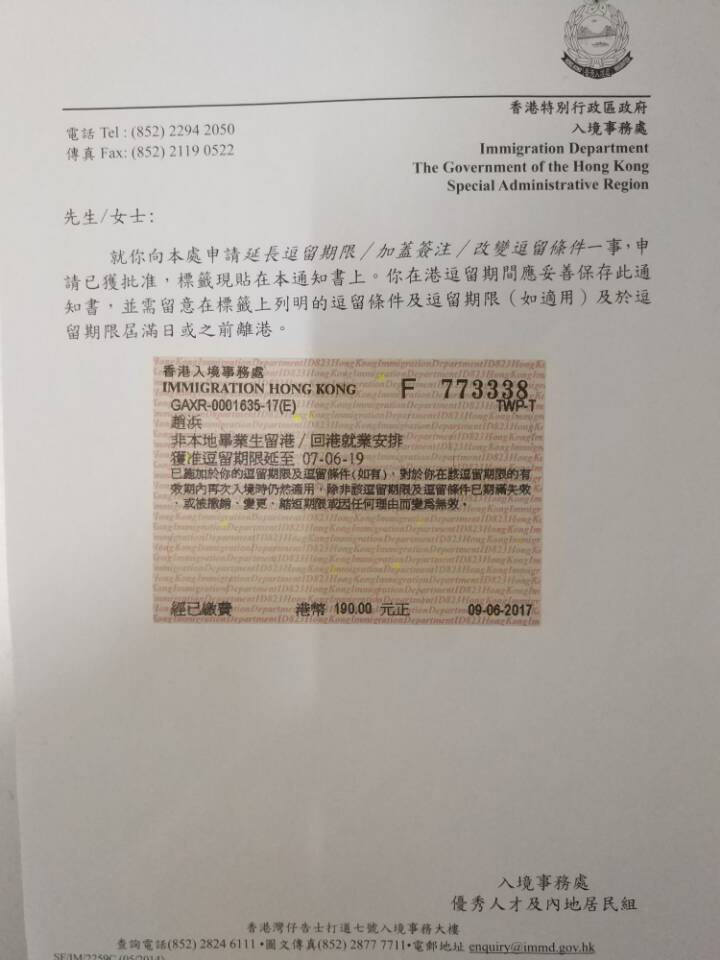 香港特別行政區政府
電話 Tel : (852) 2294 2050
入境事務處
傳真 Fax: (852) 2119 0522
Immigration Department
The Government of the Hong Kong
Special Administrative Region
先生/女士:
就你向本處申請延長逗留期限/加蓋簽注/改變逗留條件一事,申
請已獲批准,標籤現貼在本通知書上。你在港逗留期間應妥善保存此通
知書,並需留意在標籤上列明的逗留條件及逗留期限(如適用)及於逗
留期限屆滿日或之前離港。
香港入境事務處
IMMIGRATION HONG KONG
F 773338
GAXR-0001635-17(E)
TWP-T
趙浜
非本地畢業生留港/回港就業安排
獲准逗留期限延至 07-06-19
已施加於你的逗留期限及逗留條件(如有),對於你在該逗留期限的有
效期內再次入境時仍然適用,除非該逗留期限及逗留條件已期滿失效
、或被撤銷、變更、縮短期限或因任何理由而變爲無效。
經已繳費 港幣 190.00 元正 09-06-2017
入境事務處
優秀人才及內地居民組
香港灣仔告士打道七號入境事務大樓
查詢電話(852) 2824 6111•圖文傳真(852) 2877 7711•電郵地址 enquiry@immd.gov.hk
SF/IM/2259C (05/2014)